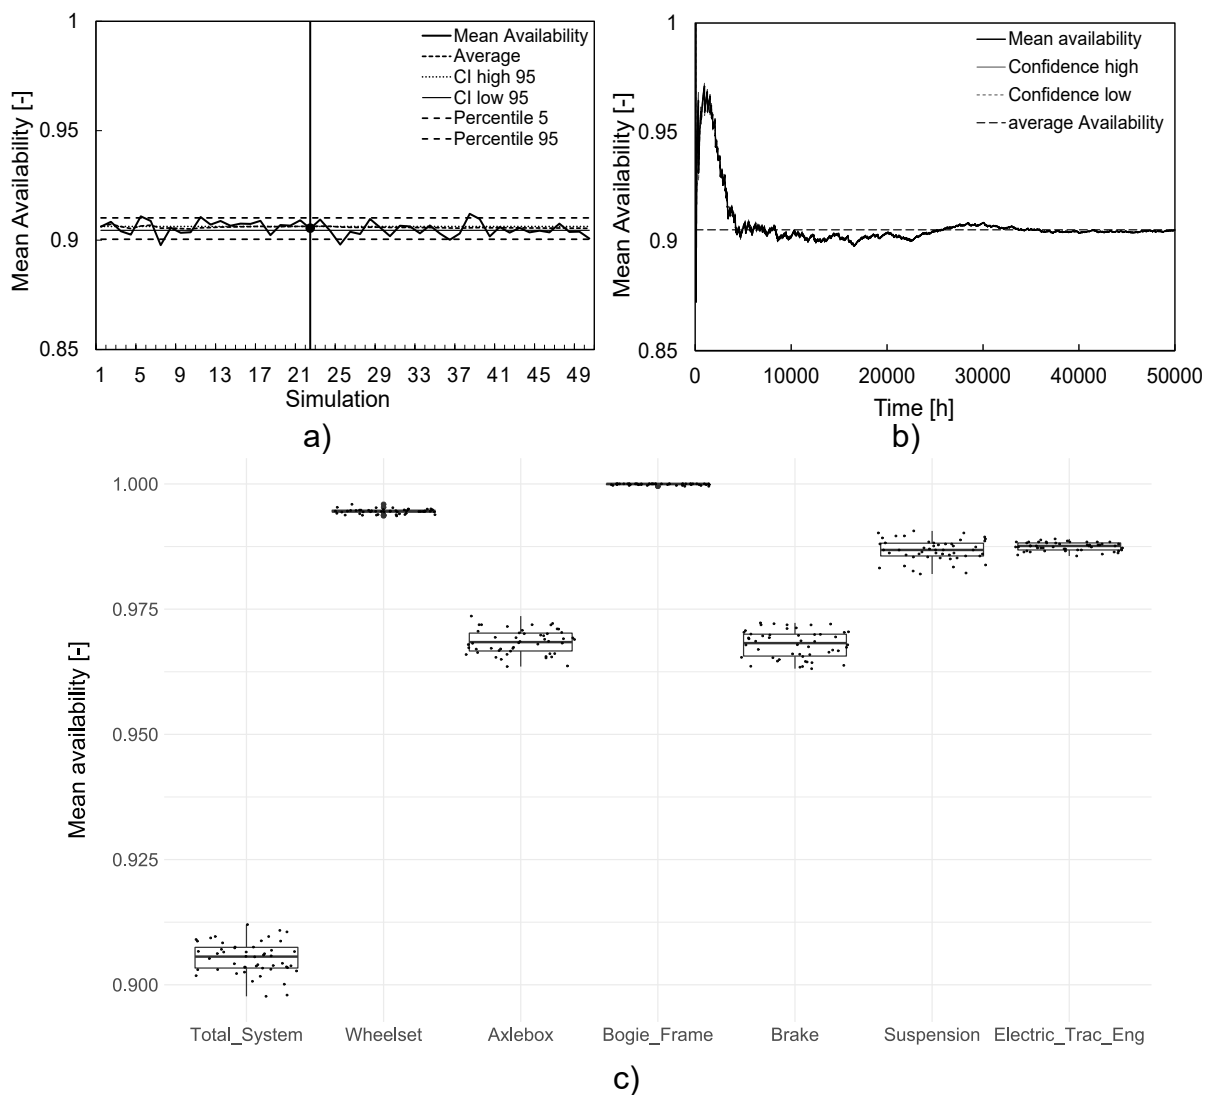 1
0.95
0.9
0.85
Mean Availability [-]
Mean Availability
Average
CI high 95
CI low 95
Percentile 5
Percentile 95
1 5 9 13 17 21 25 29 33 37 41 45 49
Simulation
a)
1
0.95
0.9
0.85
Mean Availability [-]
Mean availability
Confidence high
Confidence low
average Availability
0 10000 20000 30000 40000 50000
Time [h]
b)
1.000
0.975
0.950
0.925
0.900
Mean availability [-]
Total_System Wheelset Axlebox Bogie_Frame Brake Suspension Electric_Trac_Eng
c)